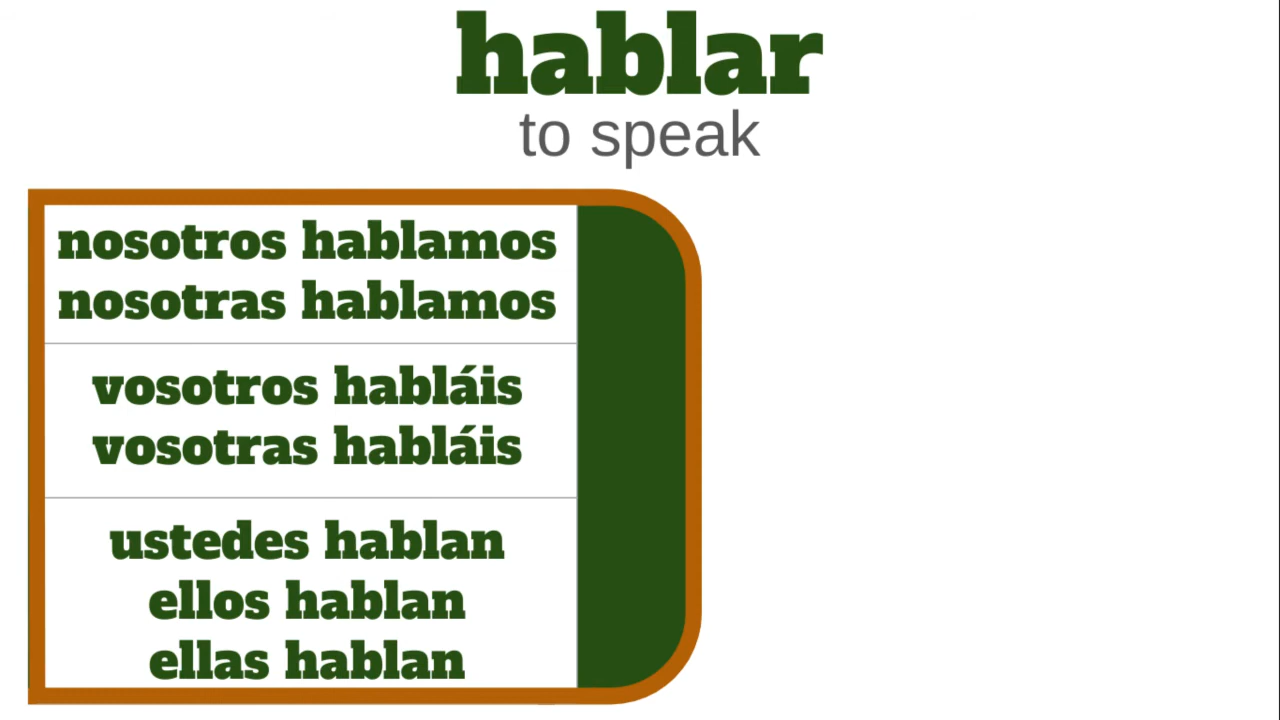 hablar
to speak
nosotros hablamos
nosotras hablamos
vosotros habláis
vosotras habláis
ustedes hablan
ellos hablan
ellas hablan